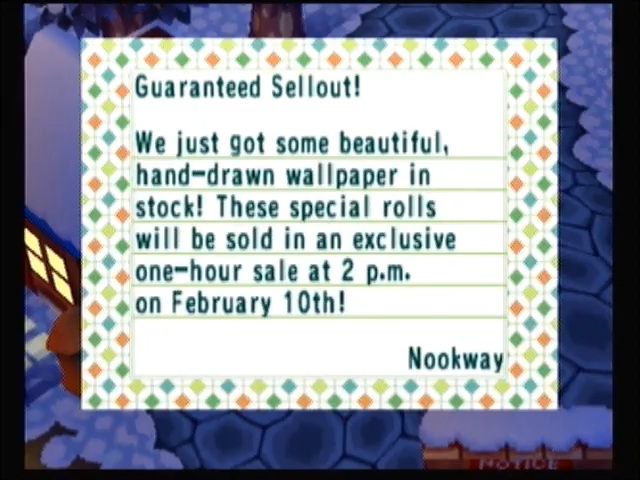 Guaranteed Sellout!
We just got some beautiful,
hand-drawn wallpaper in
stock! These special rolls
will be sold in an exclusive
one-hour sale at 2 p.m.
on February 10th!
Nookway
NOTICE